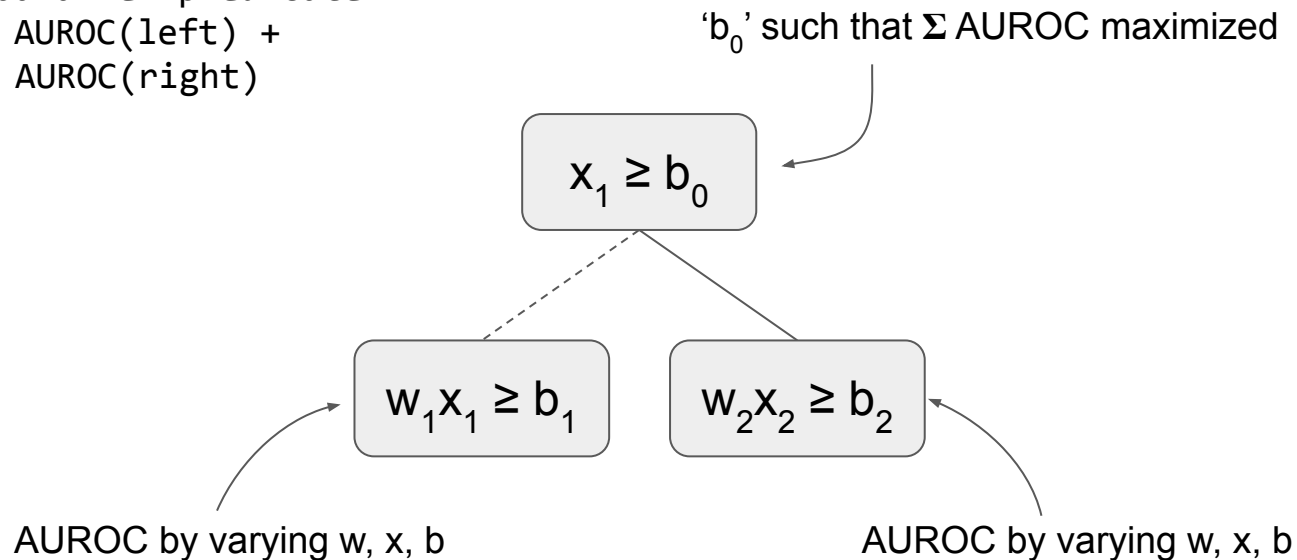 AUROC(left) +
AUROC(right)
‘b₀’ such that Σ AUROC maximized
x₁ ≥ b₀
w₁x₁ ≥ b₁
w₂x₂ ≥ b₂
AUROC by varying w, x, b
AUROC by varying w, x, b